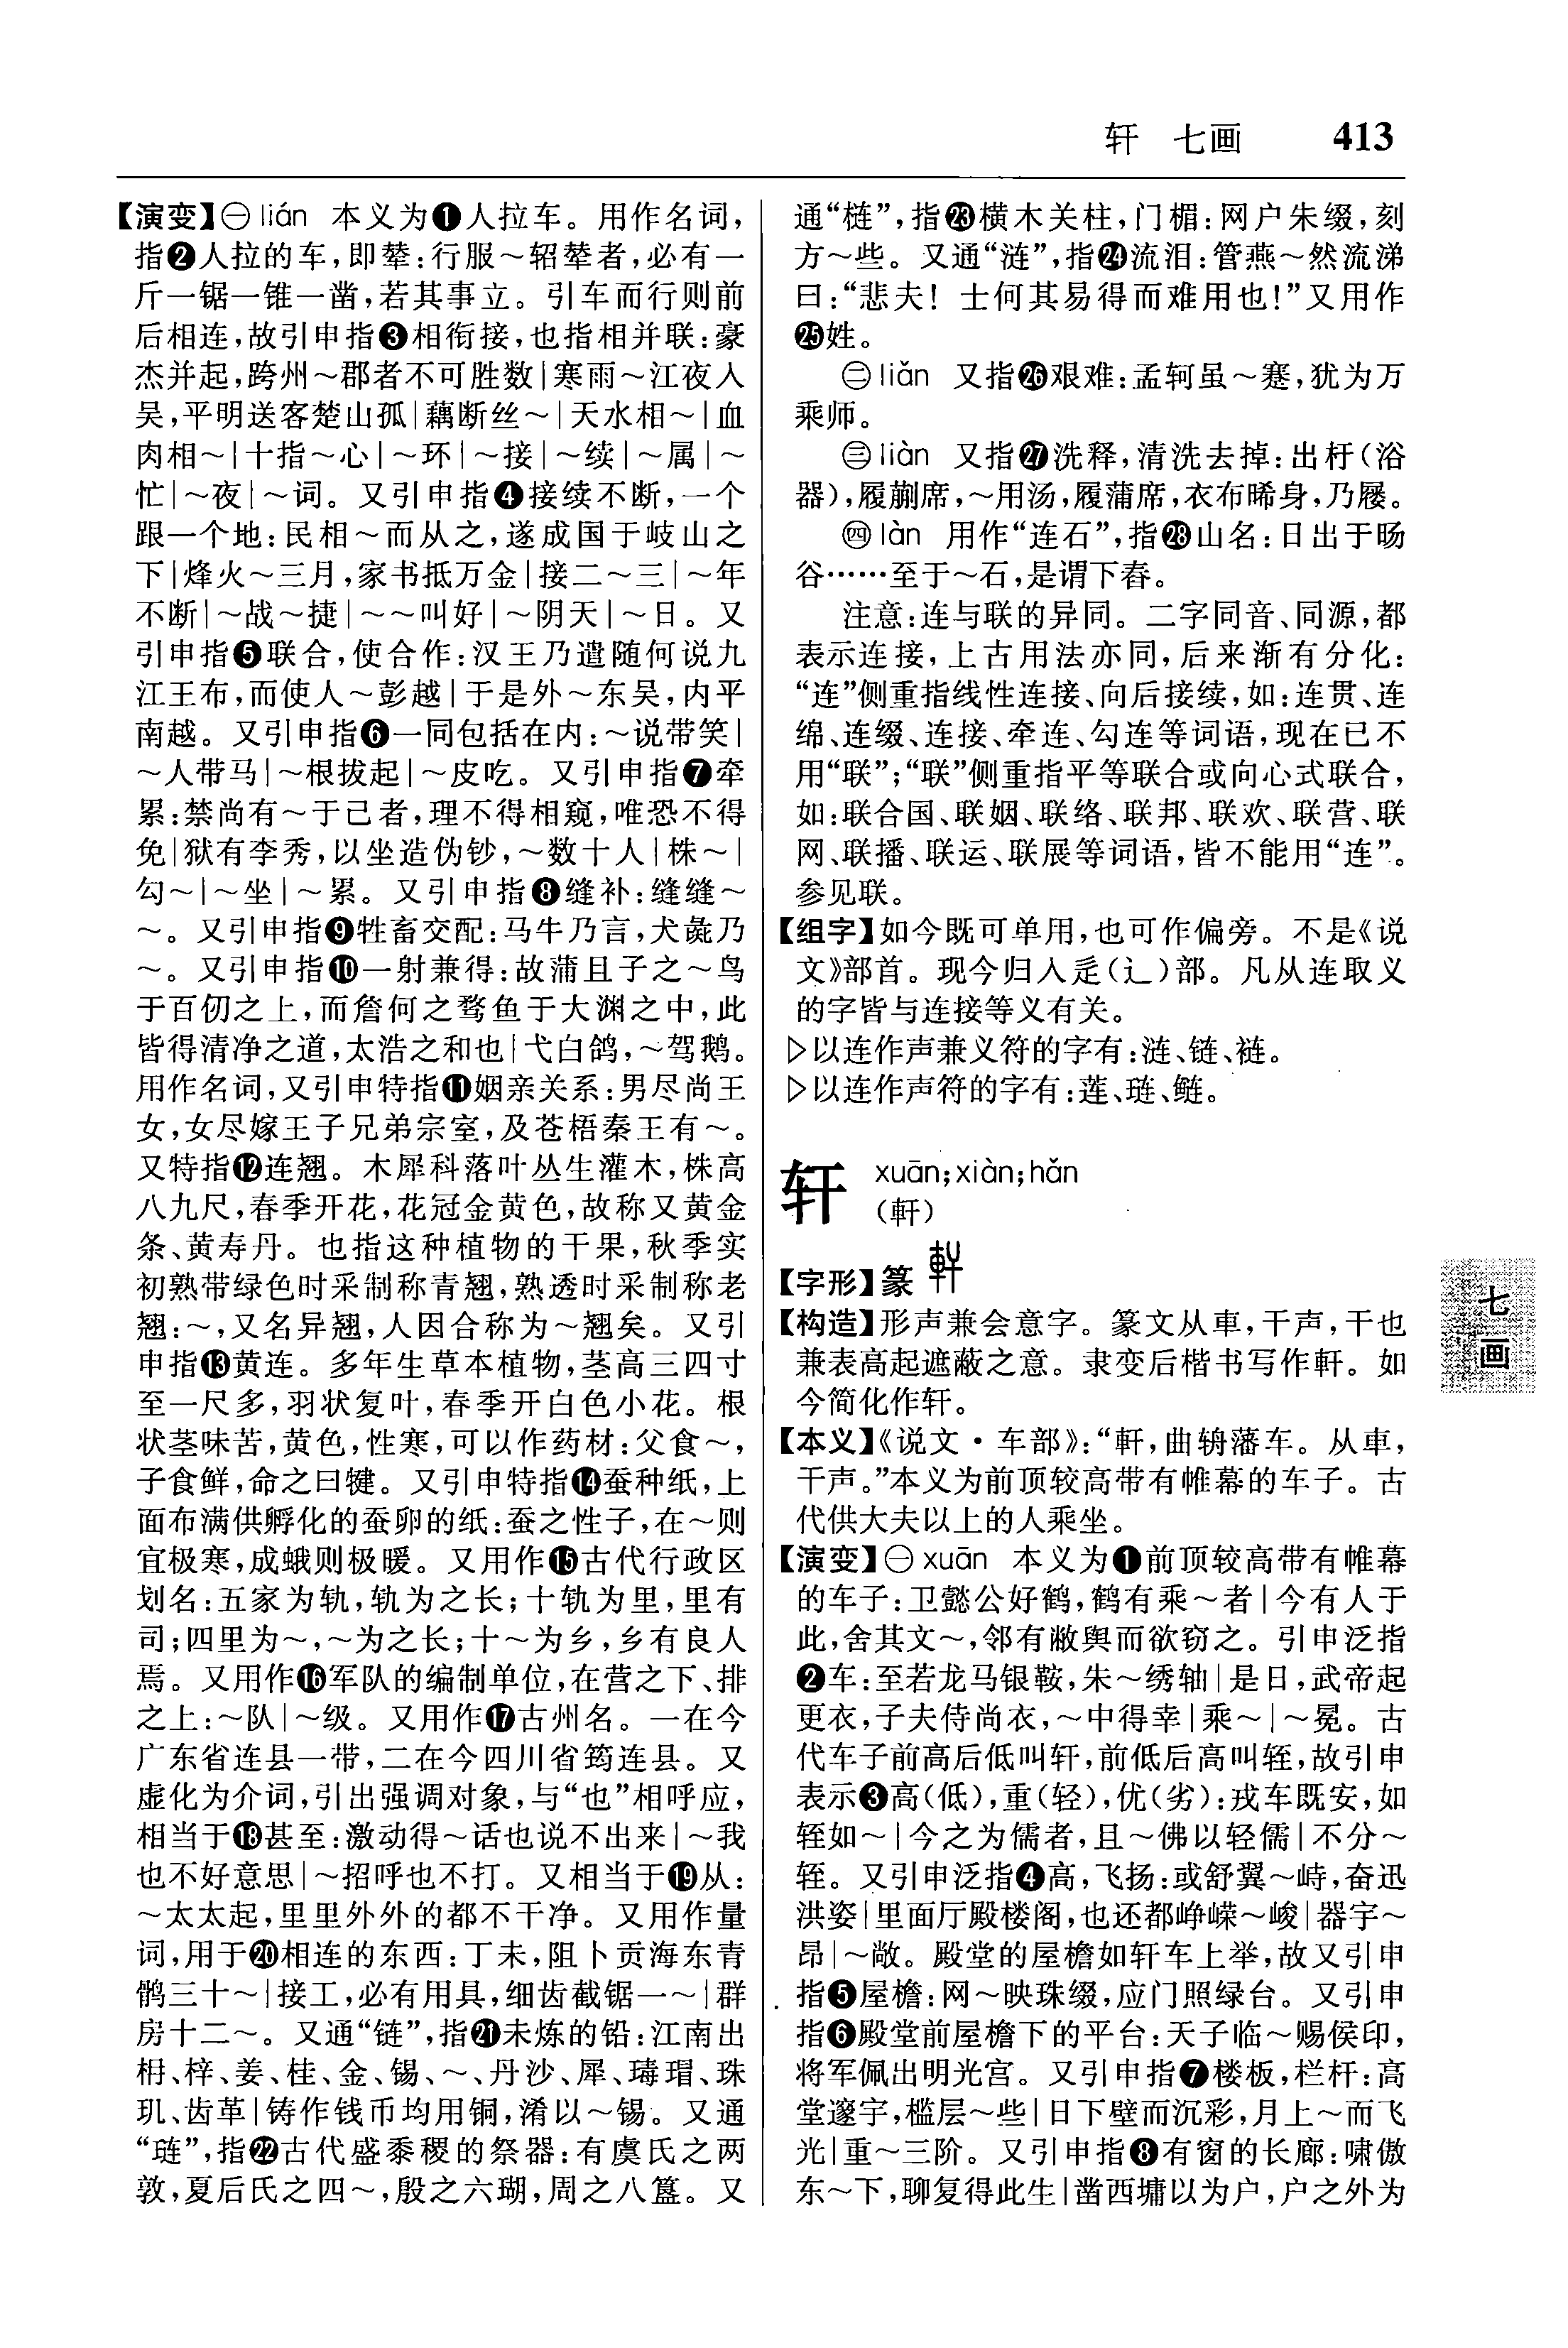 轩 七画 413
【演变】㊀lián 本义为❶人拉车。用作名词,
指❷人拉的车,即辇:行服～轺辇者,必有一
斤一锯一锥一凿,若其事立。引车而行则前
后相连,故引申指❸相衔接,也指相并联:豪
杰并起,跨州～郡者不可胜数|寒雨～江夜入
吴,平明送客楚山孤|藕断丝～|天水相～|血
肉相～|十指～心|～环|～接|～续|～属|～
忙|～夜|～词。又引申指❹接续不断,一个
跟一个地:民相～而从之,遂成国于岐山之
下|烽火～三月,家书抵万金|接二～三|～年
不断|～战～捷|～～叫好|～阴天|～日。又
引申指❺联合,使合作:汉王乃遣随何说九
江王布,而使人～彭越|于是外～东吴,内平
南越。又引申指❻一同包括在内:～说带笑|
～人带马|～根拔起|～皮吃。又引申指❼牵
累:禁尚有～于己者,理不得相窥,唯恐不得
免|狱有李秀,以坐造伪钞,～数十人|株～|
勾～|～坐|～累。又引申指❽缝补:缝缝～
～。又引申指❾牲畜交配:马牛乃言,犬彘乃
～。又引申指❿一射兼得:故蒲且子之～鸟
于百仞之上,而詹何之骛鱼于大渊之中,此
皆得清净之道,太浩之和也|弋白鸽,～驾鹅。
用作名词,又引申特指⓫姻亲关系:男尽尚王
女,女尽嫁王子兄弟宗室,及苍梧秦王有～。
又特指⓬连翘。木犀科落叶丛生灌木,株高
八九尺,春季开花,花冠金黄色,故称又黄金
条、黄寿丹。也指这种植物的干果,秋季实
初熟带绿色时采制称青翘,熟透时采制称老
翘:～,又名异翘,人因合称为～翘矣。又引
申指⓭黄连。多年生草本植物,茎高三四寸
至一尺多,羽状复叶,春季开白色小花。根
状茎味苦,黄色,性寒,可以作药材:父食～,
子食鲜,命之曰犍。又引申特指⓮蚕种纸,上
面布满供孵化的蚕卵的纸:蚕之性子,在～则
宜极寒,成蛾则极暖。又用作⓯古代行政区
划名:五家为轨,轨为之长;十轨为里,里有
司;四里为～,～为之长;十～为乡,乡有良人
焉。又用作⓰军队的编制单位,在营之下、排
之上:～队|～级。又用作⓱古州名。一在今
广东省连县一带,二在今四川省筠连县。又
虚化为介词,引出强调对象,与“也”相呼应,
相当于⓲甚至:激动得～话也说不出来|～我
也不好意思|～招呼也不打。又相当于⓳从:
～太太起,里里外外的都不干净。又用作量
词,用于⓴相连的东西:丁未,阻卜贡海东青
鹘三十～|接工,必有用具,细齿截锯一～|群
房十二～。又通“链”,指㉑未炼的铅:江南出
枏、梓、姜、桂、金、锡、～、丹沙、犀、瑇瑁、珠
玑、齿革|铸作钱币均用铜,淆以～锡。又通
“琏”,指㉒古代盛黍稷的祭器:有虞氏之两
敦,夏后氏之四～,殷之六瑚,周之八簋。又
通“梿”,指㉓横木关柱,门楣:网户朱缀,刻
方～些。又通“涟”,指㉔流泪:管燕～然流涕
曰:“悲夫！士何其易得而难用也!”又用作
㉕姓。
㊁liǎn 又指㉖艰难:孟轲虽～蹇,犹为万
乘师。
㊂liàn 又指㉗洗释,清洗去掉:出杅(浴
器),履蒯席,～用汤,履蒲席,衣布晞身,乃屦。
㊃làn 用作“连石”,指㉘山名:日出于旸
谷……至于～石,是谓下舂。
注意:连与联的异同。二字同音、同源,都
表示连接,上古用法亦同,后来渐有分化:
“连”侧重指线性连接、向后接续,如:连贯、连
绵、连缀、连接、牵连、勾连等词语,现在已不
用“联”;“联”侧重指平等联合或向心式联合,
如:联合国、联姻、联络、联邦、联欢、联营、联
网、联播、联运、联展等词语,皆不能用“连”。
参见联。
【组字】如今既可单用,也可作偏旁。不是《说
文》部首。现今归入辵(辶)部。凡从连取义
的字皆与连接等义有关。
▷以连作声兼义符的字有:涟、链、裢。
▷以连作声符的字有:莲、琏、鲢。
轩 xuān;xiàn;hǎn
(軒)
【字形】篆
【构造】形声兼会意字。篆文从車,干声,干也
兼表高起遮蔽之意。隶变后楷书写作軒。如
今简化作轩。
【本义】《说文·车部》:“軒,曲輈藩车。从車,
干声。”本义为前顶较高带有帷幕的车子。古
代供大夫以上的人乘坐。
【演变】㊀xuān 本义为❶前顶较高带有帷幕
的车子:卫懿公好鹤,鹤有乘～者|今有人于
此,舍其文～,邻有敝舆而欲窃之。引申泛指
❷车:至若龙马银鞍,朱～绣轴|是日,武帝起
更衣,子夫侍尚衣,～中得幸|乘～|～冕。古
代车子前高后低叫轩,前低后高叫轾,故引申
表示❸高(低),重(轻),优(劣):戎车既安,如
轾如～|今之为儒者,且～佛以轻儒|不分～
轾。又引申泛指❹高,飞扬:或舒翼～峙,奋迅
洪姿|里面厅殿楼阁,也还都峥嵘～峻|器宇～
昂|～敞。殿堂的屋檐如轩车上举,故又引申
指❺屋檐:网～映珠缀,应门照绿台。又引申
指❻殿堂前屋檐下的平台:天子临～赐侯印,
将军佩出明光宫。又引申指❼楼板,栏杆:高
堂邃宇,槛层～些|日下壁而沉彩,月上～而飞
光|重～三阶。又引申指❽有窗的长廊:啸傲
东～下,聊复得此生|凿西墉以为户,户之外为
七画